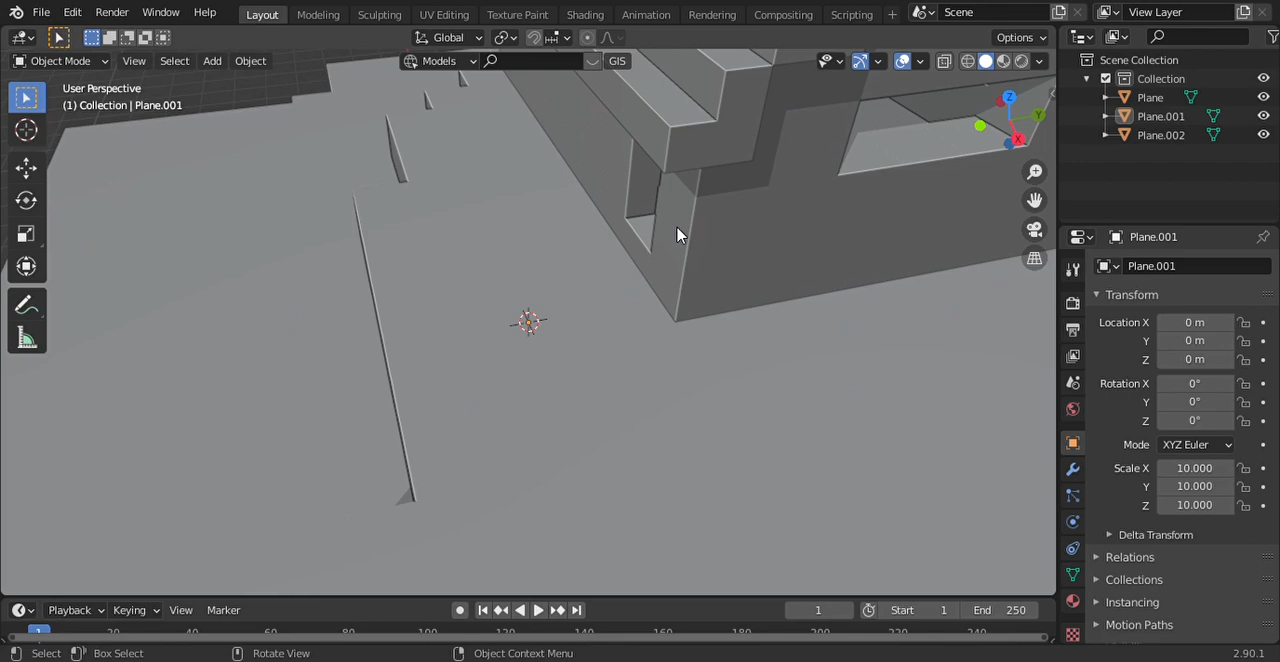 File Edit Render Window Help Layout Modeling Sculpting UV Editing Texture Paint Shading Animation Rendering Compositing Scripting Scene View Layer
Global Options
Object Mode View Select Add Object Models GIS
User Perspective
(1) Collection | Plane.001
Z
Y
X
Scene Collection
Collection
Plane
Plane.001
Plane.002
Plane.001
Plane.001
Transform
Location X 0 m
Y 0 m
Z 0 m
Rotation X 0°
Y 0°
Z 0°
Mode XYZ Euler
Scale X 10.000
Y 10.000
Z 10.000
Delta Transform
Relations
Collections
Instancing
Motion Paths
Playback Keying View Marker 1 Start 1 End 250
1 20 40 60 80 100 120 140 160 180 200 220 240
Select Box Select Rotate View Object Context Menu 2.90.1